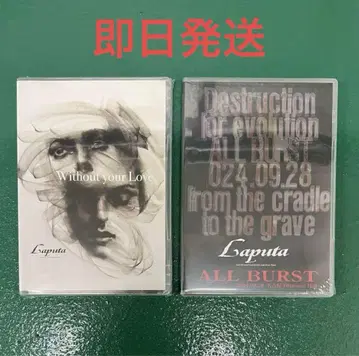 即日発送
Without your Love
Laputa
Destruction
for evolution
ALL BURST
024.09.28
from the cradle
to the grave
Laputa
ALL BURST